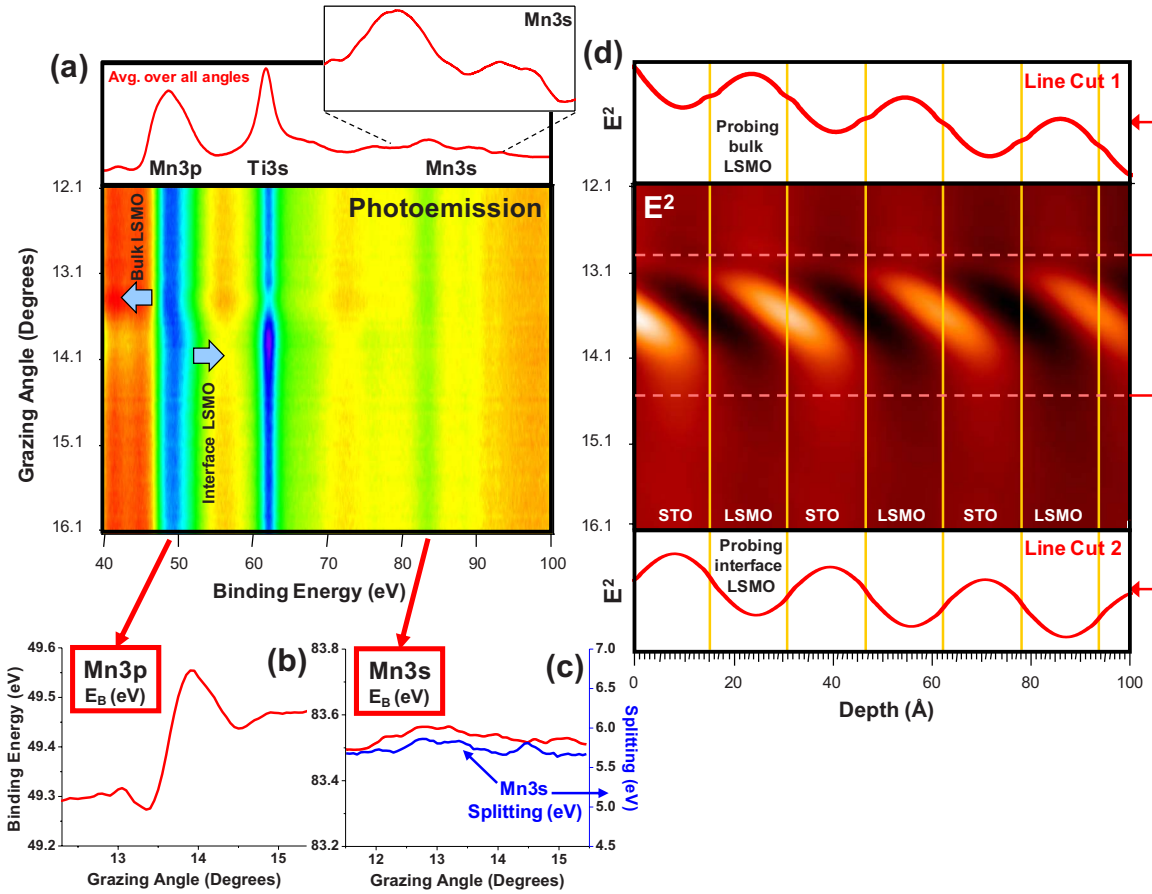 (a)
Avg. over all angles
Mn3s
Mn3p
Ti3s
Mn3s
Photoemission
Bulk LSMO
Interface LSMO
Grazing Angle (Degrees)
12.1
13.1
14.1
15.1
16.1
40 50 60 70 80 90 100
Binding Energy (eV)
(b)
Mn3p
E_B (eV)
Binding Energy (eV)
49.6
49.5
49.4
49.3
49.2
13 14 15
Grazing Angle (Degrees)
(c)
Mn3s
E_B (eV)
83.8
83.6
83.4
83.2
7.0
6.5
6.0
5.5
5.0
4.5
Splitting (eV)
Mn3s
Splitting (eV)
12 13 14 15
Grazing Angle (Degrees)
(d)
Line Cut 1
E²
Probing
bulk
LSMO
E²
12.1
13.1
14.1
15.1
16.1
STO LSMO STO LSMO STO LSMO
Line Cut 2
E²
Probing
interface
LSMO
0 20 40 60 80 100
Depth (Å)